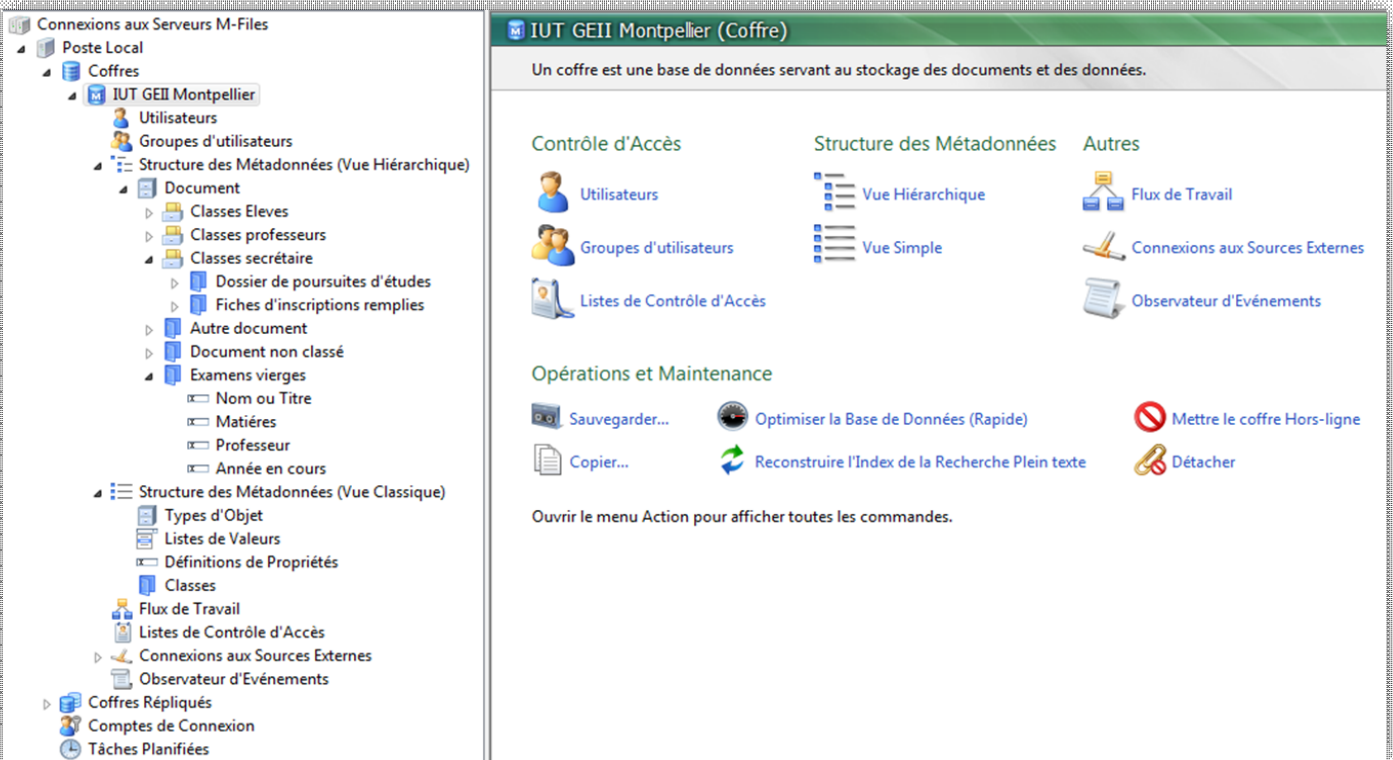 Connexions aux Serveurs M-Files
Poste Local
Coffres
IUT GEII Montpellier
Utilisateurs
Groupes d'utilisateurs
Structure des Métadonnées (Vue Hiérarchique)
Document
Classes Eleves
Classes professeurs
Classes secrétaire
Dossier de poursuites d'études
Fiches d'inscriptions remplies
Autre document
Document non classé
Examens vierges
Nom ou Titre
Matiéres
Professeur
Année en cours
Structure des Métadonnées (Vue Classique)
Types d'Objet
Listes de Valeurs
Définitions de Propriétés
Classes
Flux de Travail
Listes de Contrôle d'Accès
Connexions aux Sources Externes
Observateur d'Evénements
Coffres Répliqués
Comptes de Connexion
Tâches Planifiées
IUT GEII Montpellier (Coffre)
Un coffre est une base de données servant au stockage des documents et des données.
Contrôle d'Accès
Utilisateurs
Groupes d'utilisateurs
Listes de Contrôle d'Accès
Structure des Métadonnées
Vue Hiérarchique
Vue Simple
Autres
Flux de Travail
Connexions aux Sources Externes
Observateur d'Evénements
Opérations et Maintenance
Sauvegarder...
Optimiser la Base de Données (Rapide)
Mettre le coffre Hors-ligne
Copier...
Reconstruire l'Index de la Recherche Plein texte
Détacher
Ouvrir le menu Action pour afficher toutes les commandes.